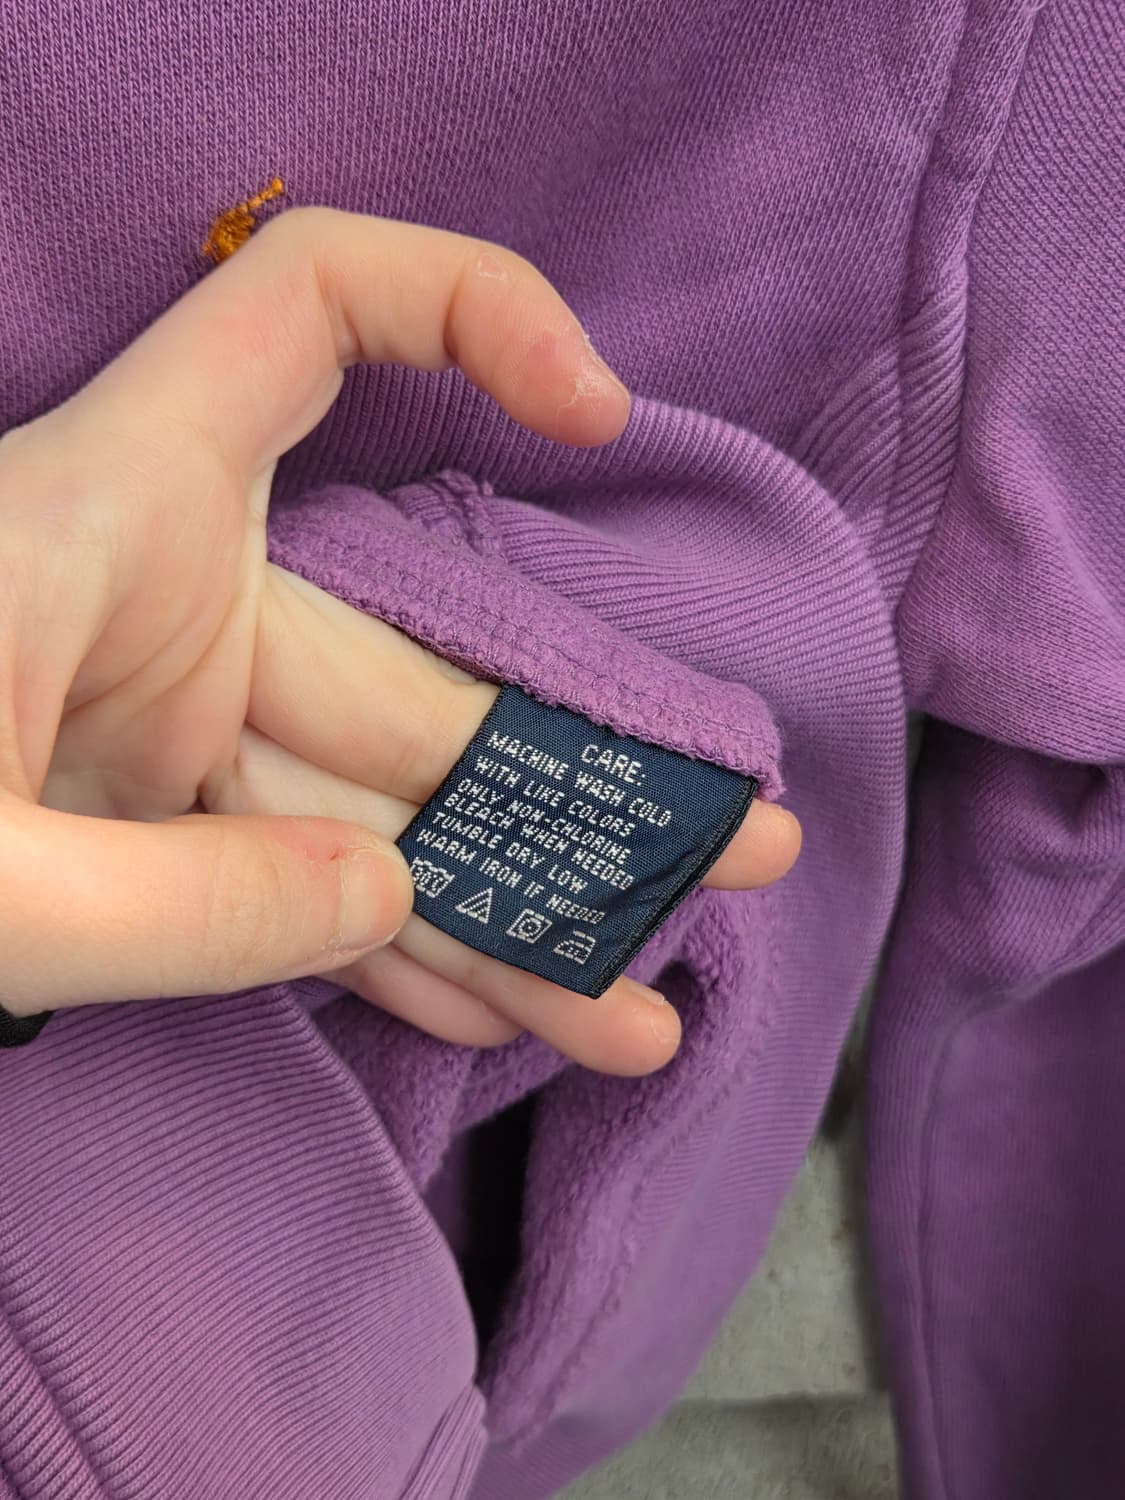 CARE:
MACHINE WASH COLD
WITH LIKE COLORS
ONLY NON CHLORINE
BLEACH WHEN NEEDED
TUMBLE DRY LOW
WARM IRON IF NEEDED